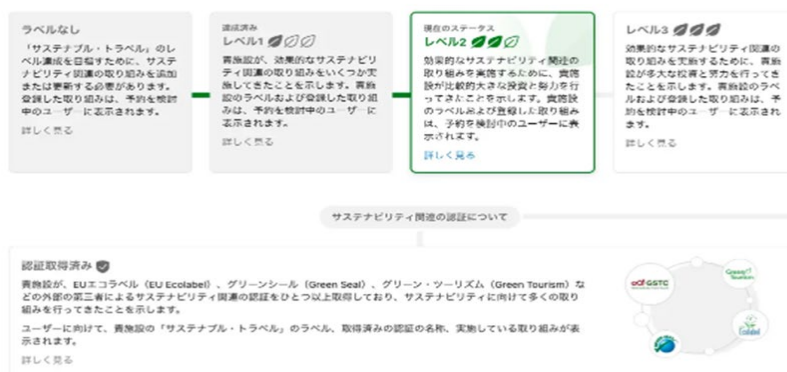 ラベルなし
「サステナブル・トラベル」のレ
ベル達成を目指すために、サステ
ナビリティ関連の取り組みを追加
または更新する必要があります。
登録した取り組みは、予約を検討
中のユーザーに表示されます。
詳しく見る
達成済み
レベル1
貴施設が、効果的なサステナビリ
ティ関連の取り組みをいくつか実
施してきたことを示します。貴施
設のラベルおよび登録した取り組
みは、予約を検討中のユーザーに
表示されます。
詳しく見る
現在のステータス
レベル2
効果的なサステナビリティ関連の
取り組みを実施するために、貴施
設が比較的大きな投資と努力を行
ってきたことを示します。貴施設
のラベルおよび登録した取り組み
は、予約を検討中のユーザーに表
示されます。
詳しく見る
レベル3
効果的なサステナビリティ関連の
取り組みを実施するために、貴施
設が多大な投資と努力を行ってき
たことを示します。貴施設のラベ
ルおよび登録した取り組みは、予
約を検討中のユーザーに表示され
ます。
詳しく見る
サステナビリティ関連の認証について
認証取得済み
貴施設が、EUエコラベル（EU Ecolabel）、グリーンシール（Green Seal）、グリーン・ツーリズム（Green Tourism）な
どの外部の第三者によるサステナビリティ関連の認証をひとつ以上取得しており、サステナビリティに向けて多くの取り
組みを行ってきたことを示します。
ユーザーに向けて、貴施設の「サステナブル・トラベル」のラベル、取得済みの認証の名称、実施している取り組みが表
示されます。
詳しく見る
GSTC
Green
Tourism
Ecolabel